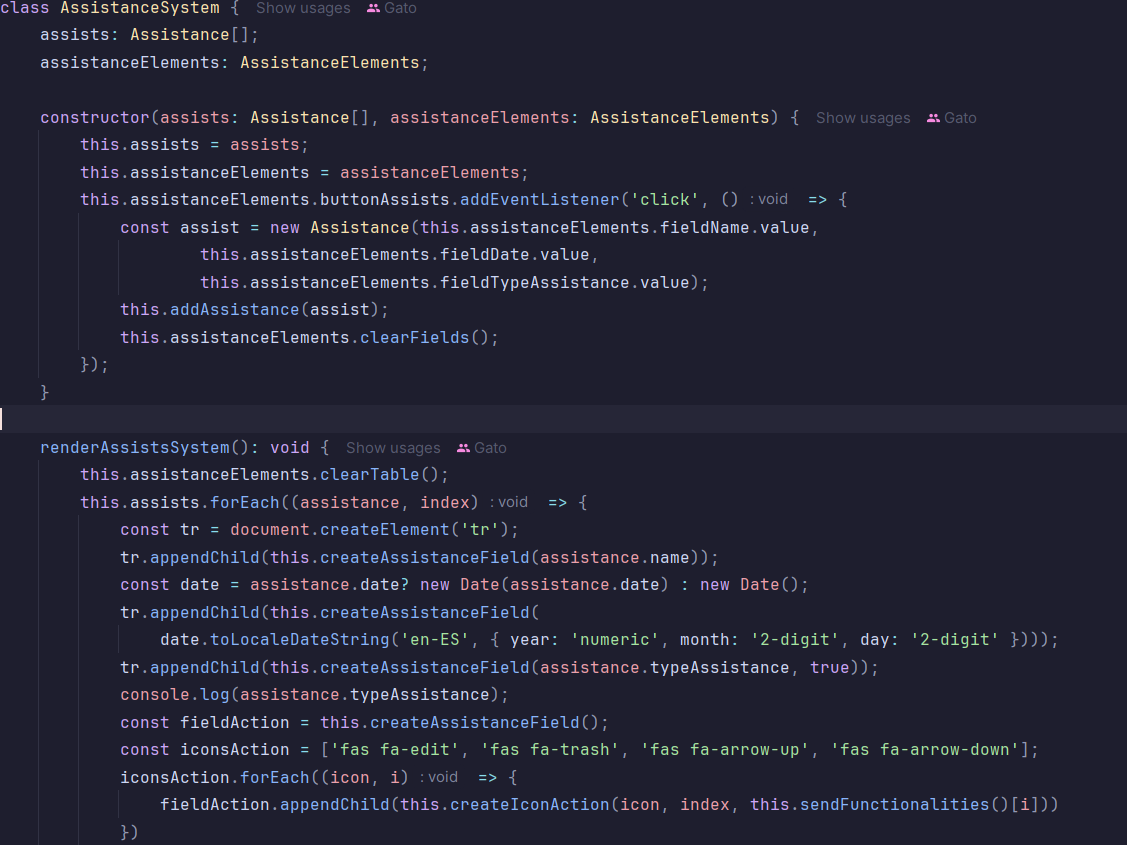 class AssistanceSystem {   Show usages   Gato
    assists: Assistance[];
    assistanceElements: AssistanceElements;
    constructor(assists: Assistance[], assistanceElements: AssistanceElements) {   Show usages   Gato
        this.assists = assists;
        this.assistanceElements = assistanceElements;
        this.assistanceElements.buttonAssists.addEventListener('click', () : void  => {
            const assist = new Assistance(this.assistanceElements.fieldName.value,
                    this.assistanceElements.fieldDate.value,
                    this.assistanceElements.fieldTypeAssistance.value);
            this.addAssistance(assist);
            this.assistanceElements.clearFields();
        });
    }
    renderAssistsSystem(): void {   Show usages   Gato
        this.assistanceElements.clearTable();
        this.assists.forEach((assistance, index) : void  => {
            const tr = document.createElement('tr');
            tr.appendChild(this.createAssistanceField(assistance.name));
            const date = assistance.date? new Date(assistance.date) : new Date();
            tr.appendChild(this.createAssistanceField(
                date.toLocaleDateString('en-ES', { year: 'numeric', month: '2-digit', day: '2-digit' })));
            tr.appendChild(this.createAssistanceField(assistance.typeAssistance, true));
            console.log(assistance.typeAssistance);
            const fieldAction = this.createAssistanceField();
            const iconsAction = ['fas fa-edit', 'fas fa-trash', 'fas fa-arrow-up', 'fas fa-arrow-down'];
            iconsAction.forEach((icon, i) : void  => {
                fieldAction.appendChild(this.createIconAction(icon, index, this.sendFunctionalities()[i]))
            })